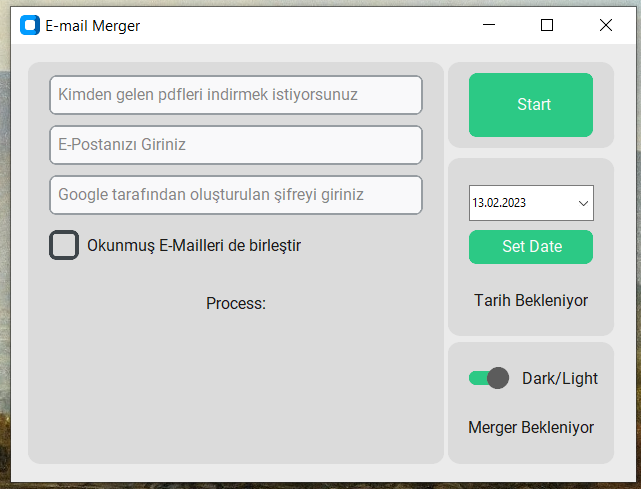 E-mail Merger
Kimden gelen pdfleri indirmek istiyorsunuz
E-Postanızı Giriniz
Google tarafından oluşturulan şifreyi giriniz
Okunmuş E-Mailleri de birleştir
Process:
Start
13.02.2023
Set Date
Tarih Bekleniyor
Dark/Light
Merger Bekleniyor